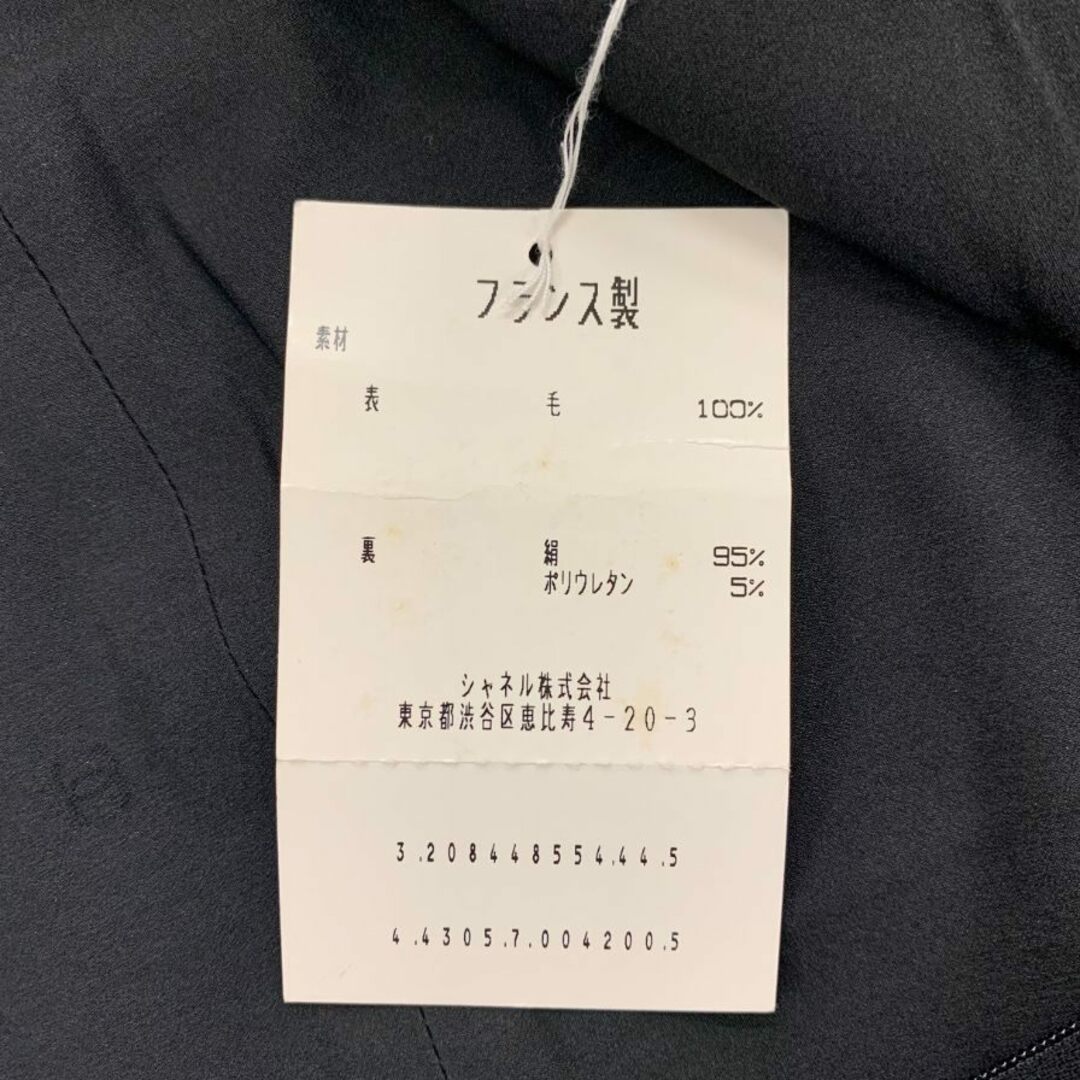 フランス製
素材
表 毛 100%
裏 絹 95%
ポリウレタン 5%
シャネル株式会社
東京都渋谷区恵比寿4-20-3
3.208448554.44.5
4.4305.7.004200.5